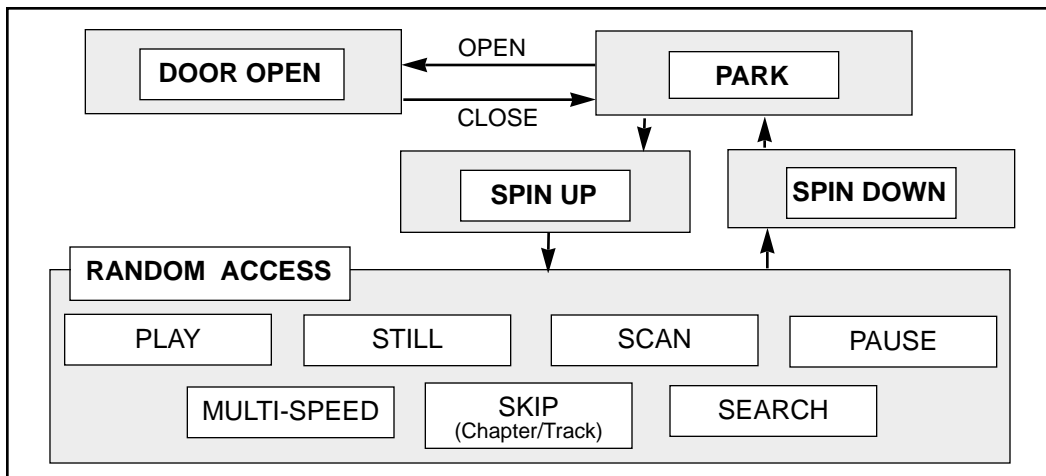 OPEN
DOOR OPEN
PARK
CLOSE
SPIN UP
SPIN DOWN
RANDOM ACCESS
PLAY
STILL
SCAN
PAUSE
MULTI-SPEED
SKIP
(Chapter/Track)
SEARCH